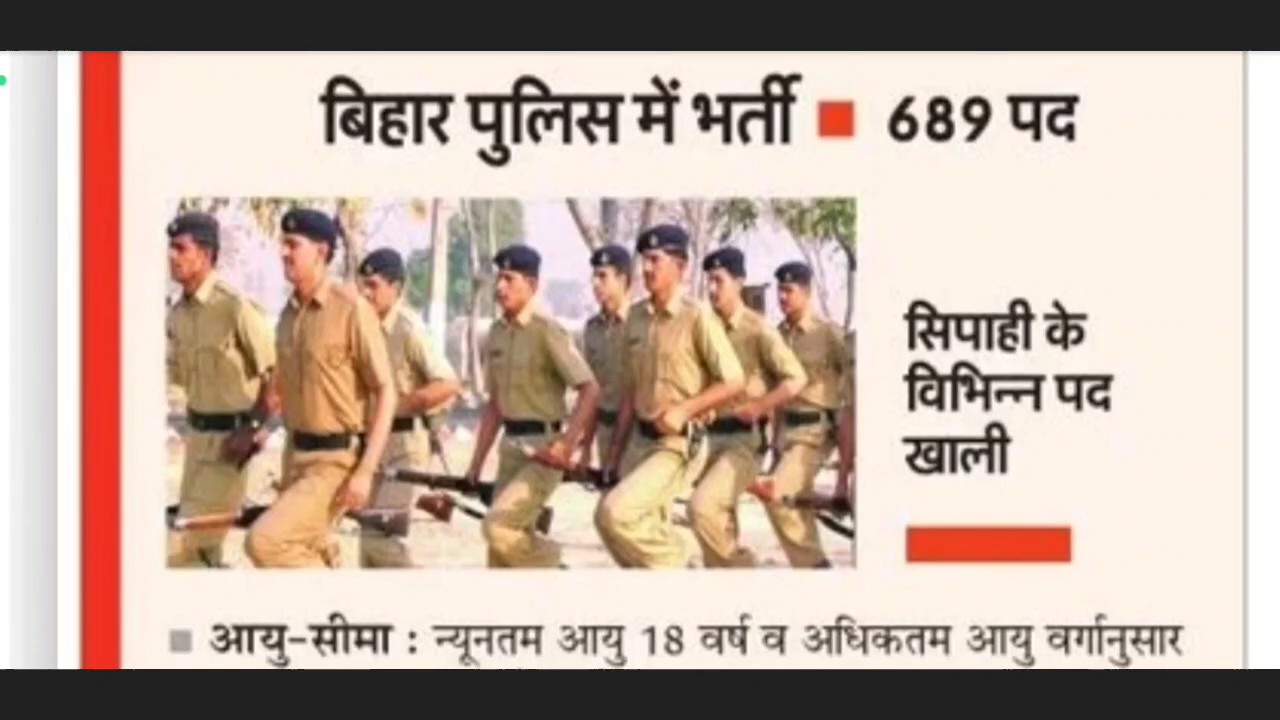 बिहार पुलिस में भर्ती ■ 689 पद
सिपाही के
विभिन्न पद
खाली
■ आयु-सीमा : न्यूनतम आयु 18 वर्ष व अधिकतम आयु वर्गानुसार